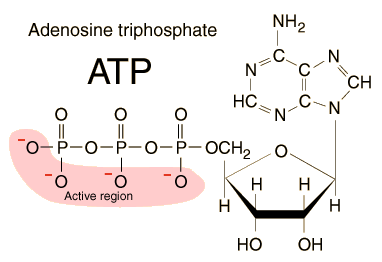 Adenosine triphosphate
NH2
ATP
N C C N
HC N C N CH
O O O
-O P O P O P OCH2 O
-O -O -O
Active region
H H H H
HO OH